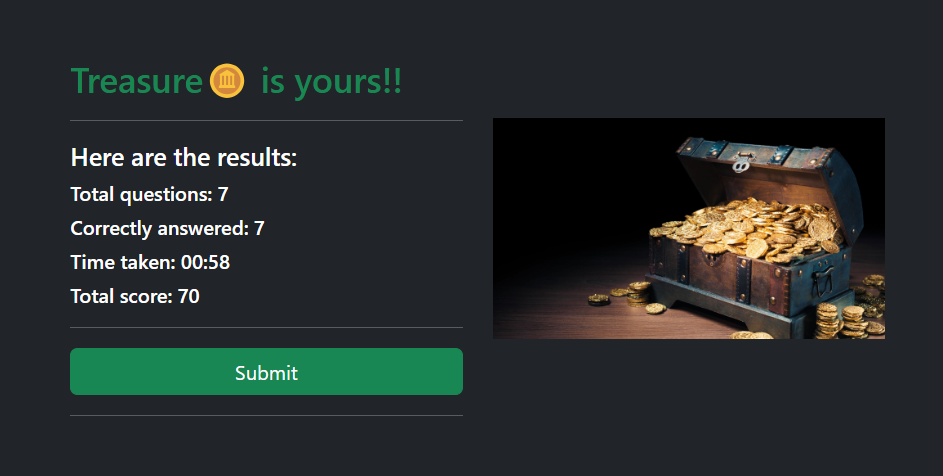 Treasure is yours!!
Here are the results:
Total questions: 7
Correctly answered: 7
Time taken: 00:58
Total score: 70
Submit